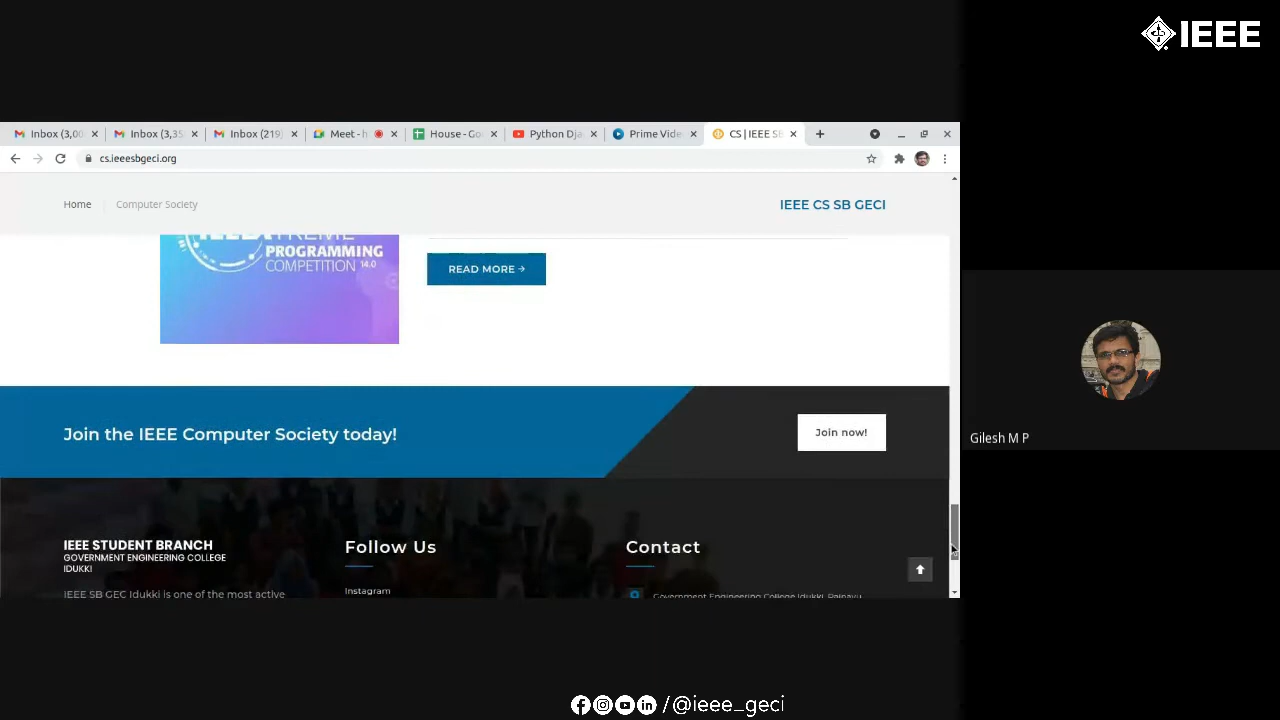 IEEE
Inbox (3,00
Inbox (3,35
Inbox (219)
Meet - h
House - Go
Python Dja
Prime Vide
CS | IEEE SB
cs.ieeesbgeci.org
Home
Computer Society
IEEE CS SB GECI
PROGRAMMING
COMPETITION 14.0
READ MORE
Join the IEEE Computer Society today!
Join now!
Gilesh M P
IEEE STUDENT BRANCH
GOVERNMENT ENGINEERING COLLEGE
IDUKKI
IEEE SB GEC Idukki is one of the most active
Follow Us
Instagram
Contact
Government Engineering College Idukki, Painavu
/@ieee_geci